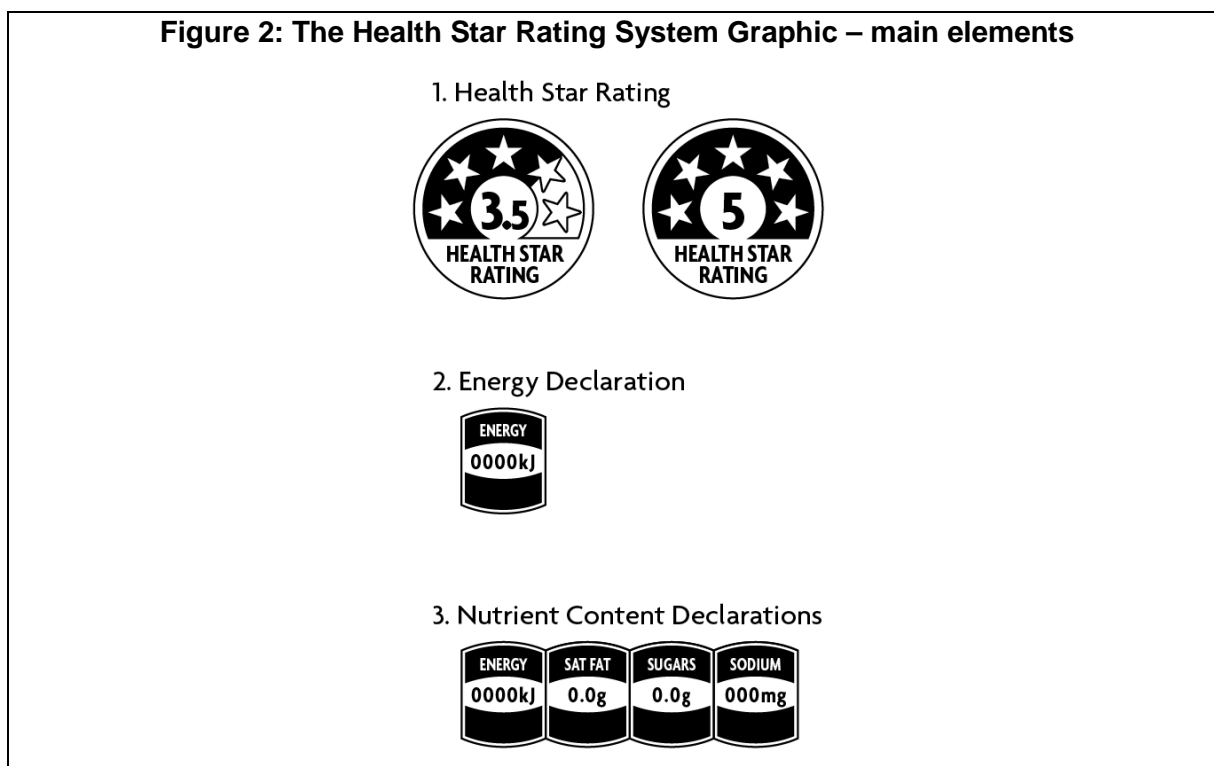 Figure 2: The Health Star Rating System Graphic – main elements
1. Health Star Rating
3.5
HEALTH STAR
RATING
5
HEALTH STAR
RATING
2. Energy Declaration
ENERGY
0000kJ
3. Nutrient Content Declarations
ENERGY SAT FAT SUGARS SODIUM
0000kJ 0.0g 0.0g 000mg